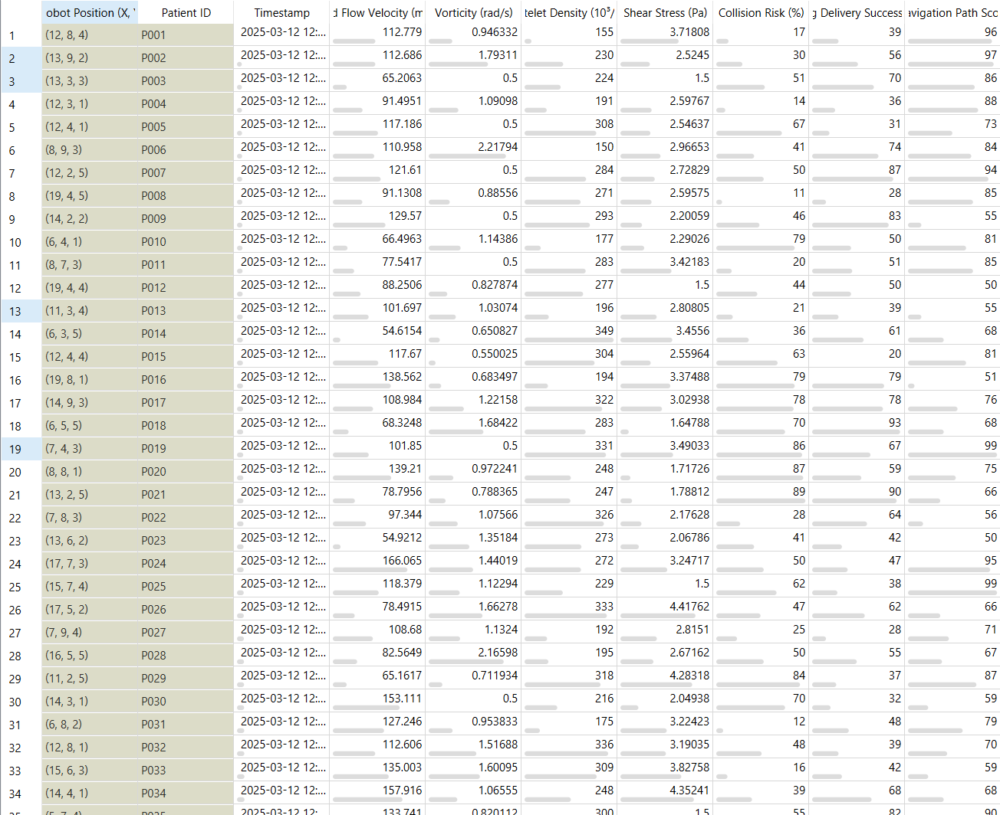 obot Position (X, Patient ID Timestamp d Flow Velocity (m Vorticity (rad/s) telet Density (10³/ Shear Stress (Pa) Collision Risk (%) g Delivery Success avigation Path Sco
1 (12, 8, 4) P001 2025-03-12 12:... 112.779 0.946332 155 3.71808 17 39 96
2 (13, 9, 2) P002 2025-03-12 12:... 112.686 1.79311 230 2.5245 30 56 97
3 (13, 3, 3) P003 2025-03-12 12:... 65.2063 0.5 224 1.5 51 70 86
4 (12, 3, 1) P004 2025-03-12 12:... 91.4951 1.09098 191 2.59767 14 36 88
5 (12, 4, 1) P005 2025-03-12 12:... 117.186 0.5 308 2.54637 67 31 73
6 (8, 9, 3) P006 2025-03-12 12:... 110.958 2.21794 150 2.96653 41 74 84
7 (12, 2, 5) P007 2025-03-12 12:... 121.61 0.5 284 2.72829 50 87 94
8 (19, 4, 5) P008 2025-03-12 12:... 91.1308 0.88556 271 2.59575 11 28 85
9 (14, 2, 2) P009 2025-03-12 12:... 129.57 0.5 293 2.20059 46 83 55
10 (6, 4, 1) P010 2025-03-12 12:... 66.4963 1.14386 177 2.29026 79 50 81
11 (8, 7, 3) P011 2025-03-12 12:... 77.5417 0.5 283 3.42183 20 51 85
12 (19, 4, 4) P012 2025-03-12 12:... 88.2506 0.827874 277 1.5 44 50 50
13 (11, 3, 4) P013 2025-03-12 12:... 101.697 1.03074 196 2.80805 21 39 55
14 (6, 3, 5) P014 2025-03-12 12:... 54.6154 0.650827 349 3.4556 36 61 68
15 (12, 4, 4) P015 2025-03-12 12:... 117.67 0.550025 304 2.55964 63 20 81
16 (19, 8, 1) P016 2025-03-12 12:... 138.562 0.683497 194 3.37488 79 79 51
17 (14, 9, 3) P017 2025-03-12 12:... 108.984 1.22158 322 3.02938 78 78 76
18 (6, 5, 5) P018 2025-03-12 12:... 68.3248 1.68422 283 1.64788 70 93 68
19 (7, 4, 3) P019 2025-03-12 12:... 101.85 0.5 331 3.49033 86 67 99
20 (8, 8, 1) P020 2025-03-12 12:... 139.21 0.972241 248 1.71726 87 59 75
21 (13, 2, 5) P021 2025-03-12 12:... 78.7956 0.788365 247 1.78812 89 90 66
22 (7, 8, 3) P022 2025-03-12 12:... 97.344 1.07566 326 2.17628 28 64 56
23 (13, 6, 2) P023 2025-03-12 12:... 54.9212 1.35184 273 2.06786 41 42 50
24 (17, 7, 3) P024 2025-03-12 12:... 166.065 1.44019 272 3.24717 50 47 95
25 (15, 7, 4) P025 2025-03-12 12:... 118.379 1.12294 229 1.5 62 38 99
26 (17, 5, 2) P026 2025-03-12 12:... 78.4915 1.66278 333 4.41762 47 62 66
27 (7, 9, 4) P027 2025-03-12 12:... 108.68 1.1324 192 2.8151 25 28 71
28 (16, 5, 5) P028 2025-03-12 12:... 82.5649 2.16598 195 2.67162 50 55 67
29 (11, 2, 5) P029 2025-03-12 12:... 65.1617 0.711934 318 4.28318 84 37 87
30 (14, 3, 1) P030 2025-03-12 12:... 153.111 0.5 216 2.04938 70 32 59
31 (6, 8, 2) P031 2025-03-12 12:... 127.246 0.953833 175 3.22423 12 48 79
32 (12, 8, 1) P032 2025-03-12 12:... 112.606 1.51688 336 3.19035 48 39 70
33 (15, 6, 3) P033 2025-03-12 12:... 135.003 1.60095 309 3.82758 16 42 59
34 (14, 4, 1) P034 2025-03-12 12:... 157.916 1.06555 248 4.35241 39 68 68
35 (5, 7, 4) P035 2025-03-12 12:... 133.741 0.820112 300 1.5 55 82 90